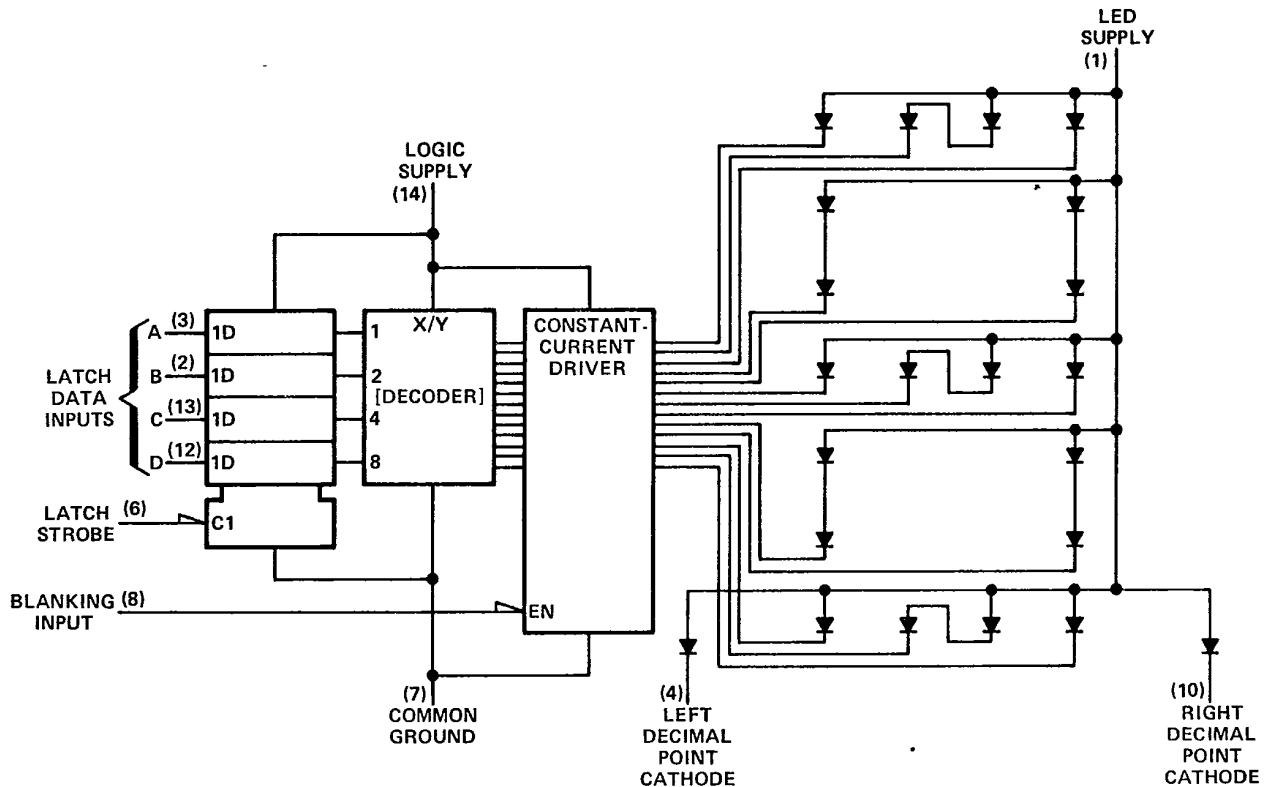 LED
SUPPLY
(1)
LOGIC
SUPPLY
(14)
LATCH
DATA
INPUTS
A (3) 1D
B (2) 1D
C (13) 1D
D (12) 1D
X/Y
1
2
[DECODER]
4
8
CONSTANT-
CURRENT
DRIVER
LATCH
STROBE
(6)
C1
BLANKING
INPUT
(8)
EN
(7)
COMMON
GROUND
(4)
LEFT
DECIMAL
POINT
CATHODE
(10)
RIGHT
DECIMAL
POINT
CATHODE